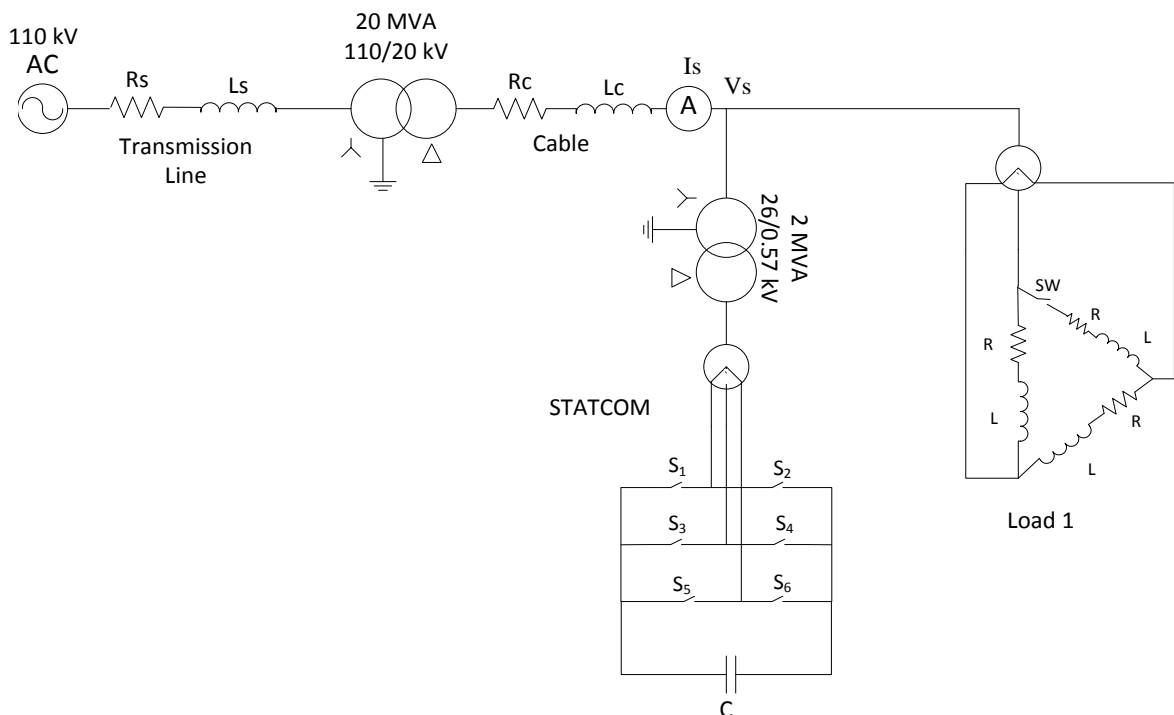 110 kV
AC
Rs
Ls
Transmission
Line
20 MVA
110/20 kV
Rc
Lc
Cable
Is
A
Vs
2 MVA
26/0.57 kV
STATCOM
S1
S2
S3
S4
S5
S6
C
SW
R
L
R
L
R
L
Load 1